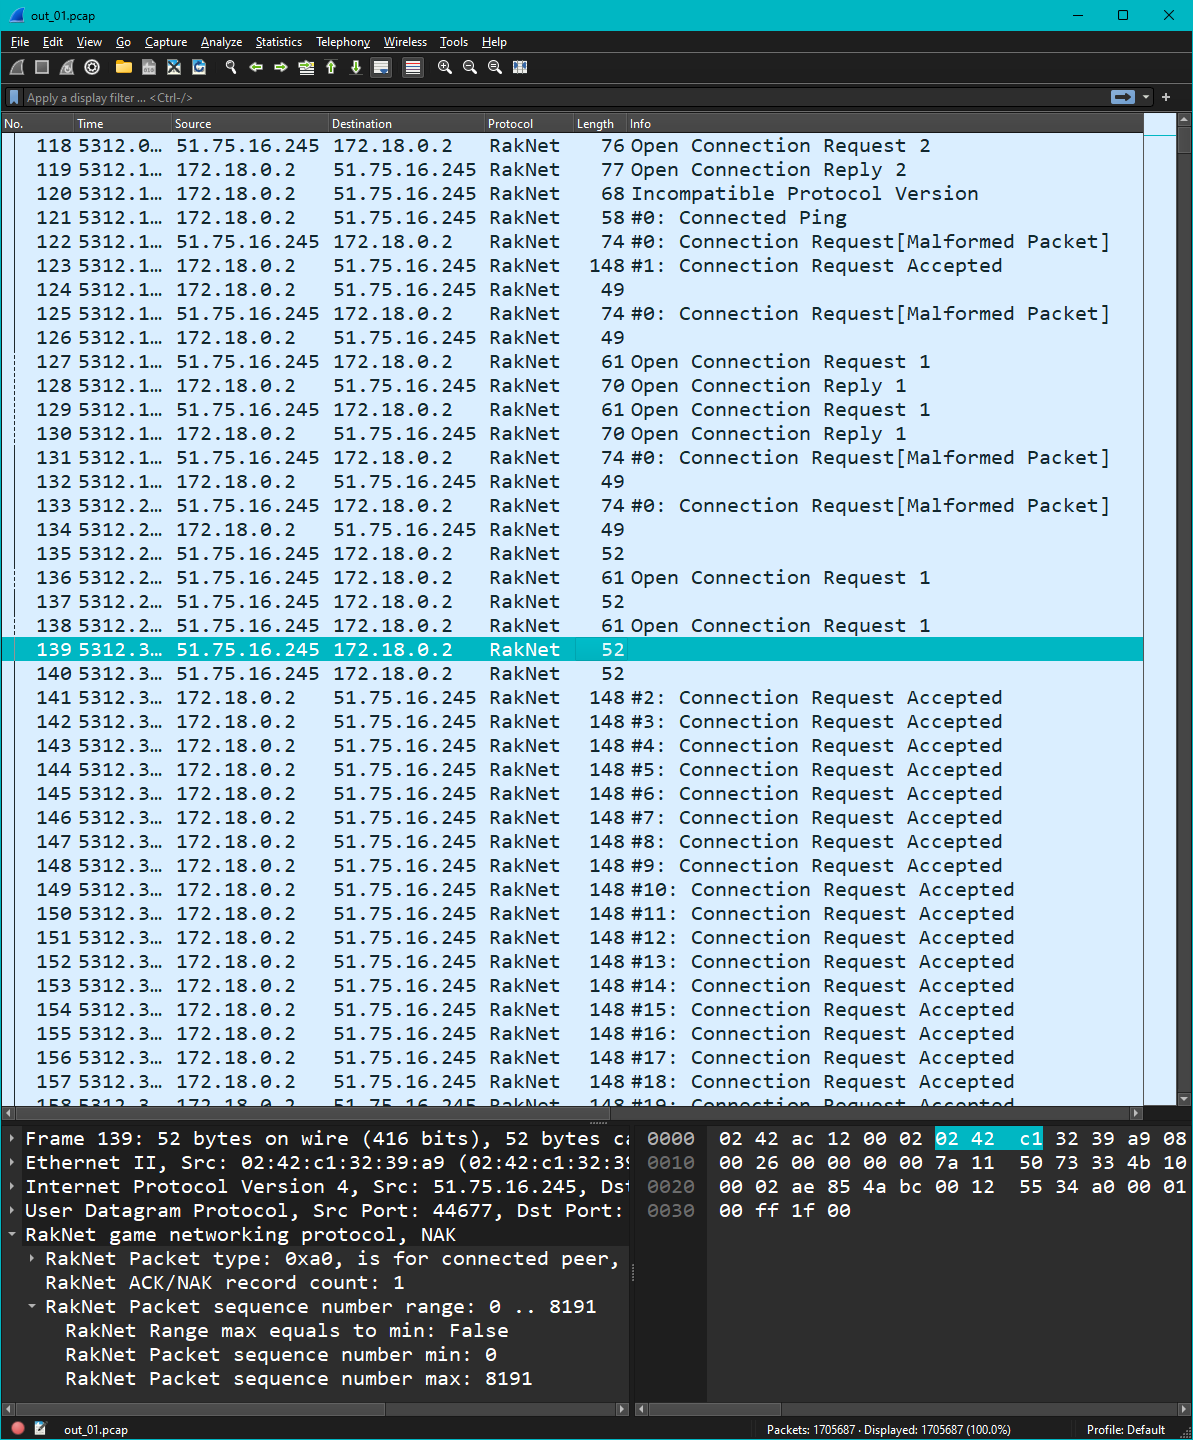 out_01.pcap
File Edit View Go Capture Analyze Statistics Telephony Wireless Tools Help
Apply a display filter ... <Ctrl-/>
No. Time Source Destination Protocol Length Info
118 5312.0… 51.75.16.245 172.18.0.2 RakNet 76 Open Connection Request 2
119 5312.1… 172.18.0.2 51.75.16.245 RakNet 77 Open Connection Reply 2
120 5312.1… 172.18.0.2 51.75.16.245 RakNet 68 Incompatible Protocol Version
121 5312.1… 172.18.0.2 51.75.16.245 RakNet 58 #0: Connected Ping
122 5312.1… 51.75.16.245 172.18.0.2 RakNet 74 #0: Connection Request[Malformed Packet]
123 5312.1… 172.18.0.2 51.75.16.245 RakNet 148 #1: Connection Request Accepted
124 5312.1… 172.18.0.2 51.75.16.245 RakNet 49
125 5312.1… 51.75.16.245 172.18.0.2 RakNet 74 #0: Connection Request[Malformed Packet]
126 5312.1… 172.18.0.2 51.75.16.245 RakNet 49
127 5312.1… 51.75.16.245 172.18.0.2 RakNet 61 Open Connection Request 1
128 5312.1… 172.18.0.2 51.75.16.245 RakNet 70 Open Connection Reply 1
129 5312.1… 51.75.16.245 172.18.0.2 RakNet 61 Open Connection Request 1
130 5312.1… 172.18.0.2 51.75.16.245 RakNet 70 Open Connection Reply 1
131 5312.1… 51.75.16.245 172.18.0.2 RakNet 74 #0: Connection Request[Malformed Packet]
132 5312.1… 172.18.0.2 51.75.16.245 RakNet 49
133 5312.2… 51.75.16.245 172.18.0.2 RakNet 74 #0: Connection Request[Malformed Packet]
134 5312.2… 172.18.0.2 51.75.16.245 RakNet 49
135 5312.2… 51.75.16.245 172.18.0.2 RakNet 52
136 5312.2… 51.75.16.245 172.18.0.2 RakNet 61 Open Connection Request 1
137 5312.2… 51.75.16.245 172.18.0.2 RakNet 52
138 5312.2… 51.75.16.245 172.18.0.2 RakNet 61 Open Connection Request 1
139 5312.3… 51.75.16.245 172.18.0.2 RakNet 52
140 5312.3… 51.75.16.245 172.18.0.2 RakNet 52
141 5312.3… 172.18.0.2 51.75.16.245 RakNet 148 #2: Connection Request Accepted
142 5312.3… 172.18.0.2 51.75.16.245 RakNet 148 #3: Connection Request Accepted
143 5312.3… 172.18.0.2 51.75.16.245 RakNet 148 #4: Connection Request Accepted
144 5312.3… 172.18.0.2 51.75.16.245 RakNet 148 #5: Connection Request Accepted
145 5312.3… 172.18.0.2 51.75.16.245 RakNet 148 #6: Connection Request Accepted
146 5312.3… 172.18.0.2 51.75.16.245 RakNet 148 #7: Connection Request Accepted
147 5312.3… 172.18.0.2 51.75.16.245 RakNet 148 #8: Connection Request Accepted
148 5312.3… 172.18.0.2 51.75.16.245 RakNet 148 #9: Connection Request Accepted
149 5312.3… 172.18.0.2 51.75.16.245 RakNet 148 #10: Connection Request Accepted
150 5312.3… 172.18.0.2 51.75.16.245 RakNet 148 #11: Connection Request Accepted
151 5312.3… 172.18.0.2 51.75.16.245 RakNet 148 #12: Connection Request Accepted
152 5312.3… 172.18.0.2 51.75.16.245 RakNet 148 #13: Connection Request Accepted
153 5312.3… 172.18.0.2 51.75.16.245 RakNet 148 #14: Connection Request Accepted
154 5312.3… 172.18.0.2 51.75.16.245 RakNet 148 #15: Connection Request Accepted
155 5312.3… 172.18.0.2 51.75.16.245 RakNet 148 #16: Connection Request Accepted
156 5312.3… 172.18.0.2 51.75.16.245 RakNet 148 #17: Connection Request Accepted
157 5312.3… 172.18.0.2 51.75.16.245 RakNet 148 #18: Connection Request Accepted
158 5312.3… 172.18.0.2 51.75.16.245 RakNet 148 #19: Connection Request Accepted
Frame 139: 52 bytes on wire (416 bits), 52 bytes ca
Ethernet II, Src: 02:42:c1:32:39:a9 (02:42:c1:32:39
Internet Protocol Version 4, Src: 51.75.16.245, Dst
User Datagram Protocol, Src Port: 44677, Dst Port:
RakNet game networking protocol, NAK
RakNet Packet type: 0xa0, is for connected peer,
RakNet ACK/NAK record count: 1
RakNet Packet sequence number range: 0 .. 8191
RakNet Range max equals to min: False
RakNet Packet sequence number min: 0
RakNet Packet sequence number max: 8191
0000 02 42 ac 12 00 02 02 42 c1 32 39 a9 08
0010 00 26 00 00 00 00 7a 11 50 73 33 4b 10
0020 00 02 ae 85 4a bc 00 12 55 34 a0 00 01
0030 00 ff 1f 00
out_01.pcap
Packets: 1705687 · Displayed: 1705687 (100.0%)
Profile: Default